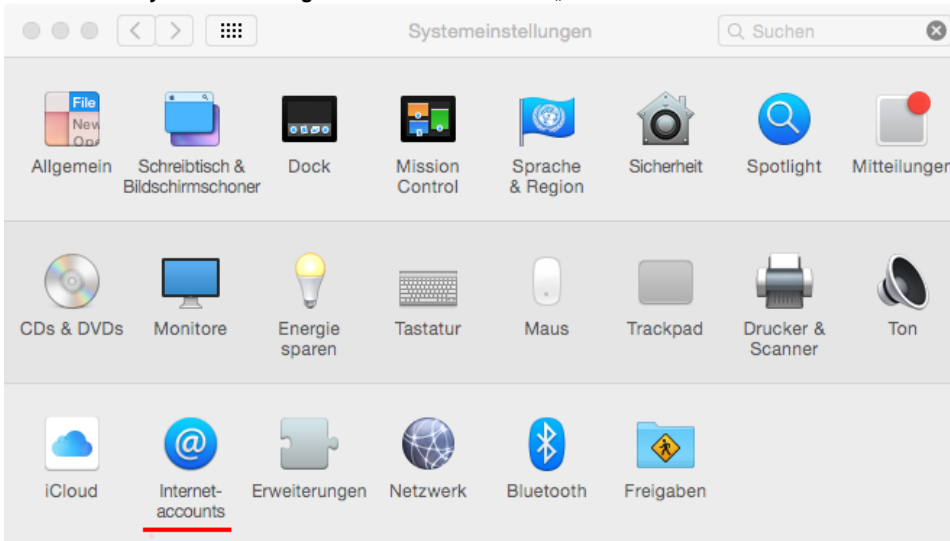 Systemeinstellungen
Suchen
File
New
Allgemein
Schreibtisch &
Bildschirmschoner
Dock
Mission
Control
Sprache
& Region
Sicherheit
Spotlight
Mitteilungen
CDs & DVDs
Monitore
Energie
sparen
Tastatur
Maus
Trackpad
Drucker &
Scanner
Ton
iCloud
@
Internet-
accounts
Erweiterungen
Netzwerk
Bluetooth
Freigaben